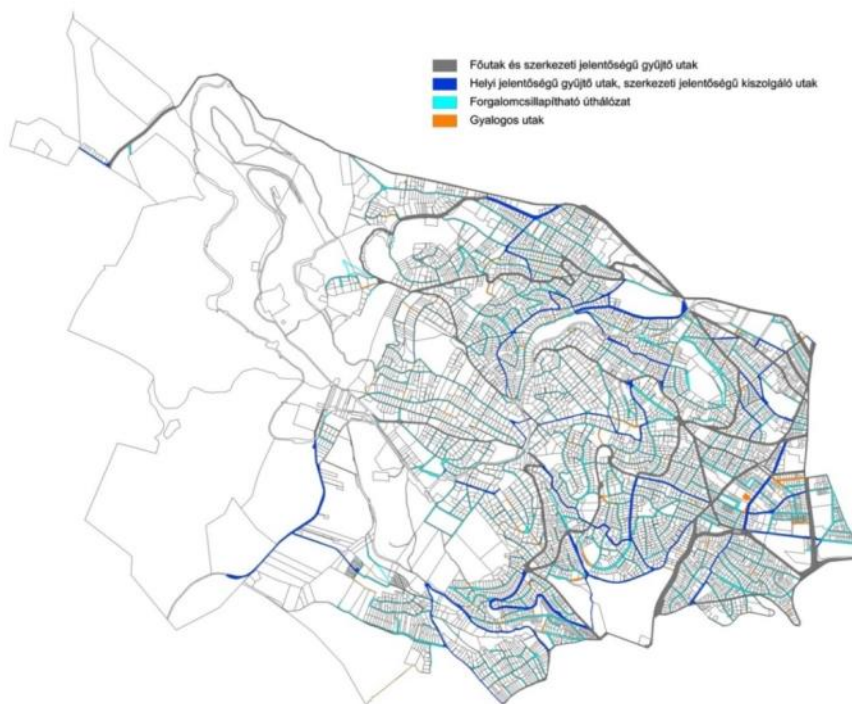 Főutak és szerkezeti jelentőségű gyűjtő utak
Helyi jelentőségű gyűjtő utak, szerkezeti jelentőségű kiszolgáló utak
Forgalomcsillapítható úthálózat
Gyalogos utak